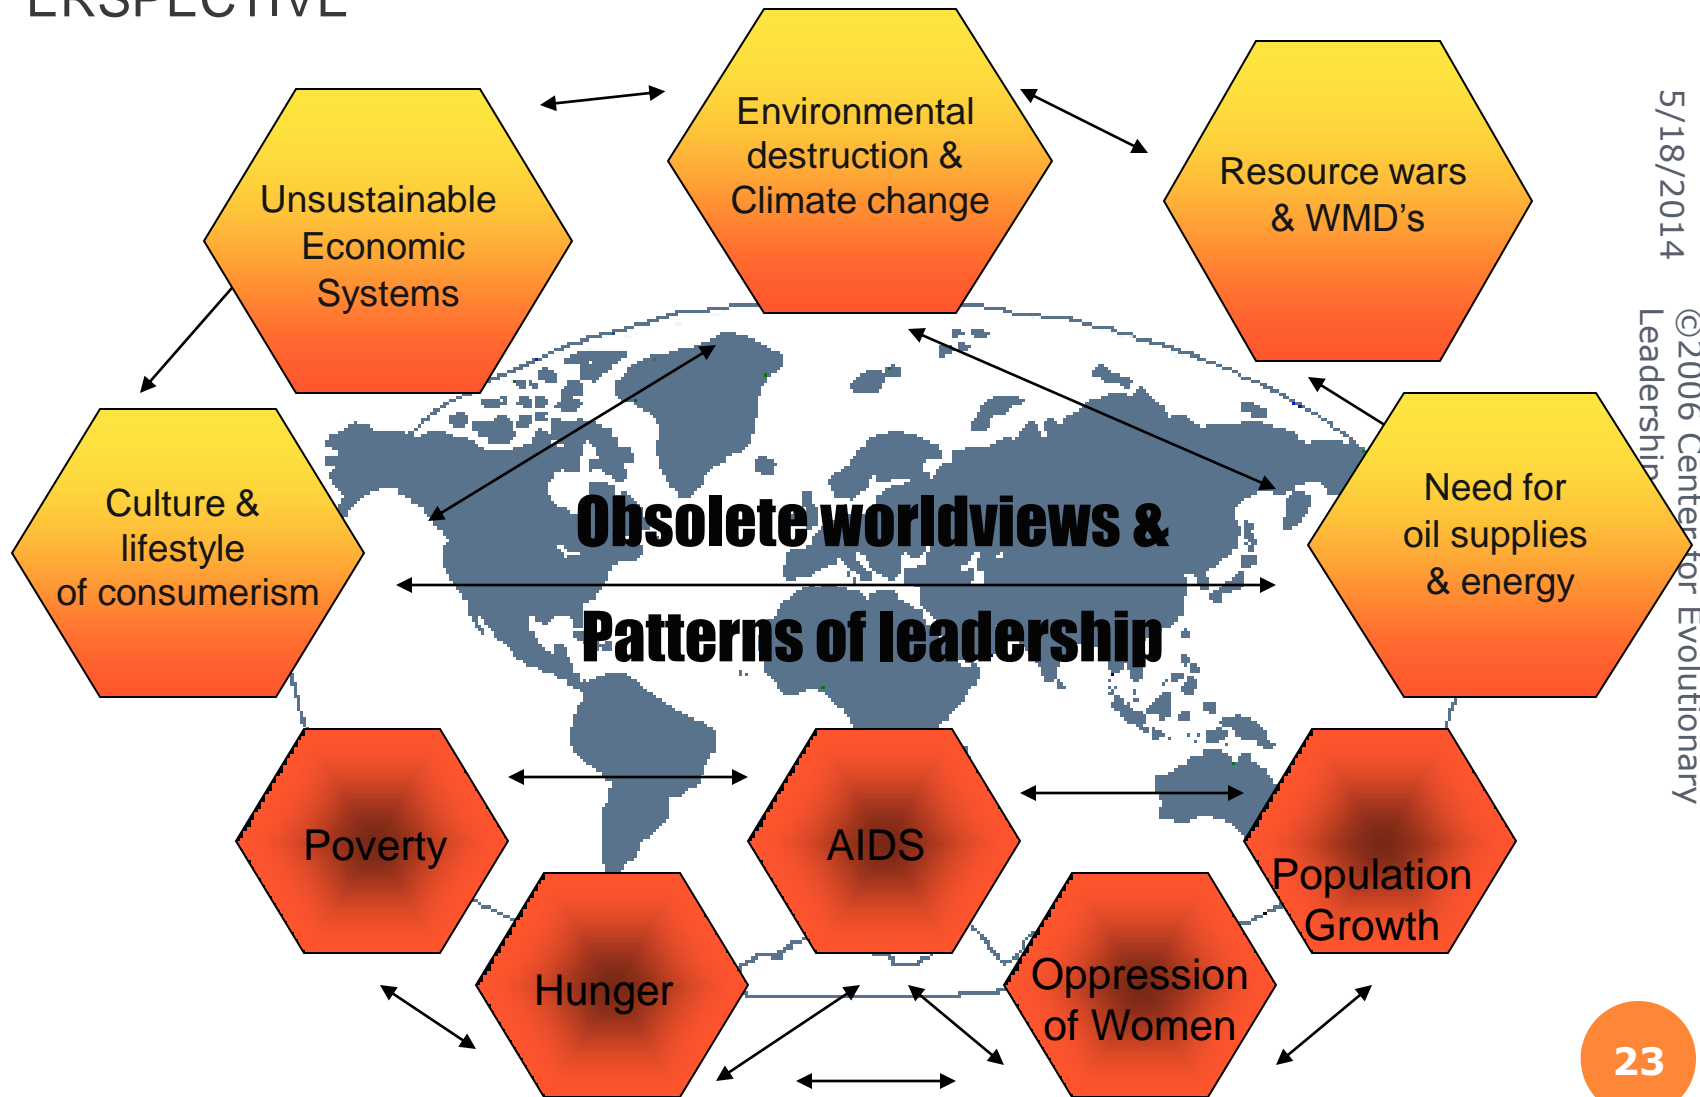 ERSPECTIVE
Environmental
destruction &
Climate change
Unsustainable
Economic
Systems
Resource wars
& WMD's
Culture &
lifestyle
of consumerism
Need for
oil supplies
& energy
Obsolete worldviews &
Patterns of leadership
Poverty
AIDS
Population
Growth
Hunger
Oppression
of Women
5/18/2014
©2006 Center for Evolutionary
Leadership
23